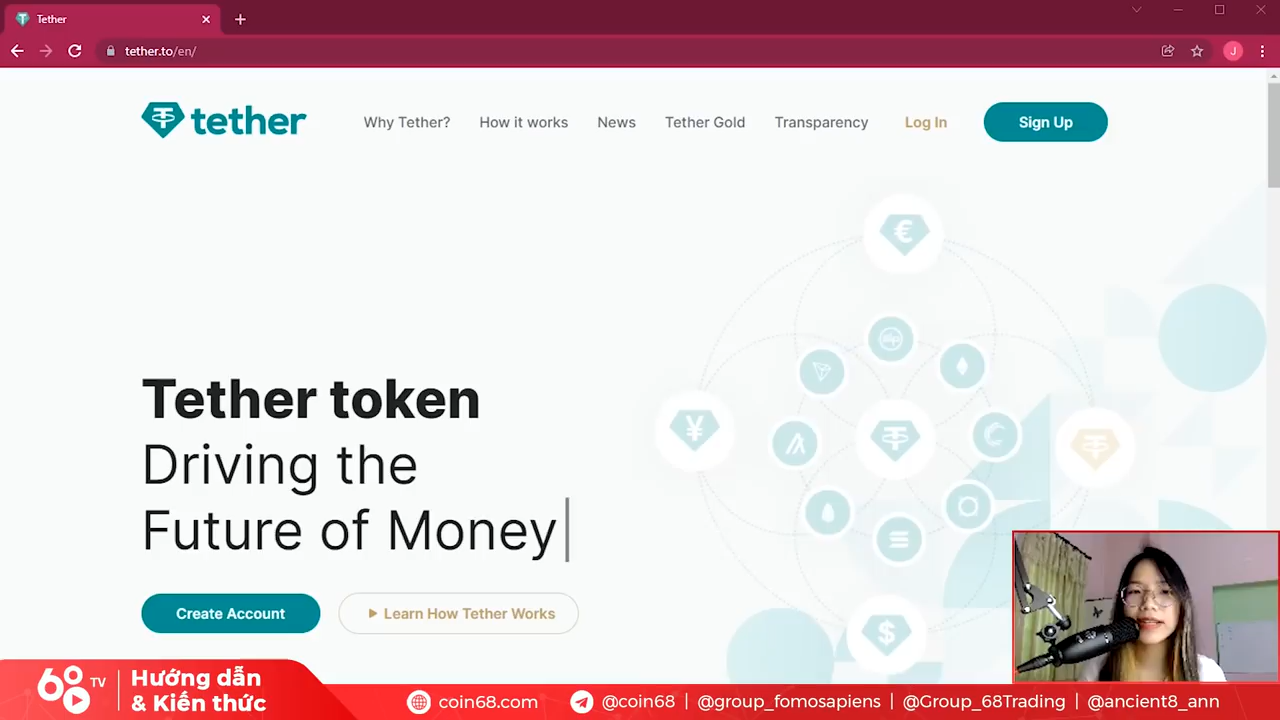 Tether
tether.to/en/
J
tether
Why Tether?
How it works
News
Tether Gold
Transparency
Log In
Sign Up
Tether token
Driving the
Future of Money
Create Account
Learn How Tether Works
68 TV
Hướng dẫn
& Kiến thức
coin68.com
@coin68 | @group_fomosapiens | @Group_68Trading | @ancient8_ann